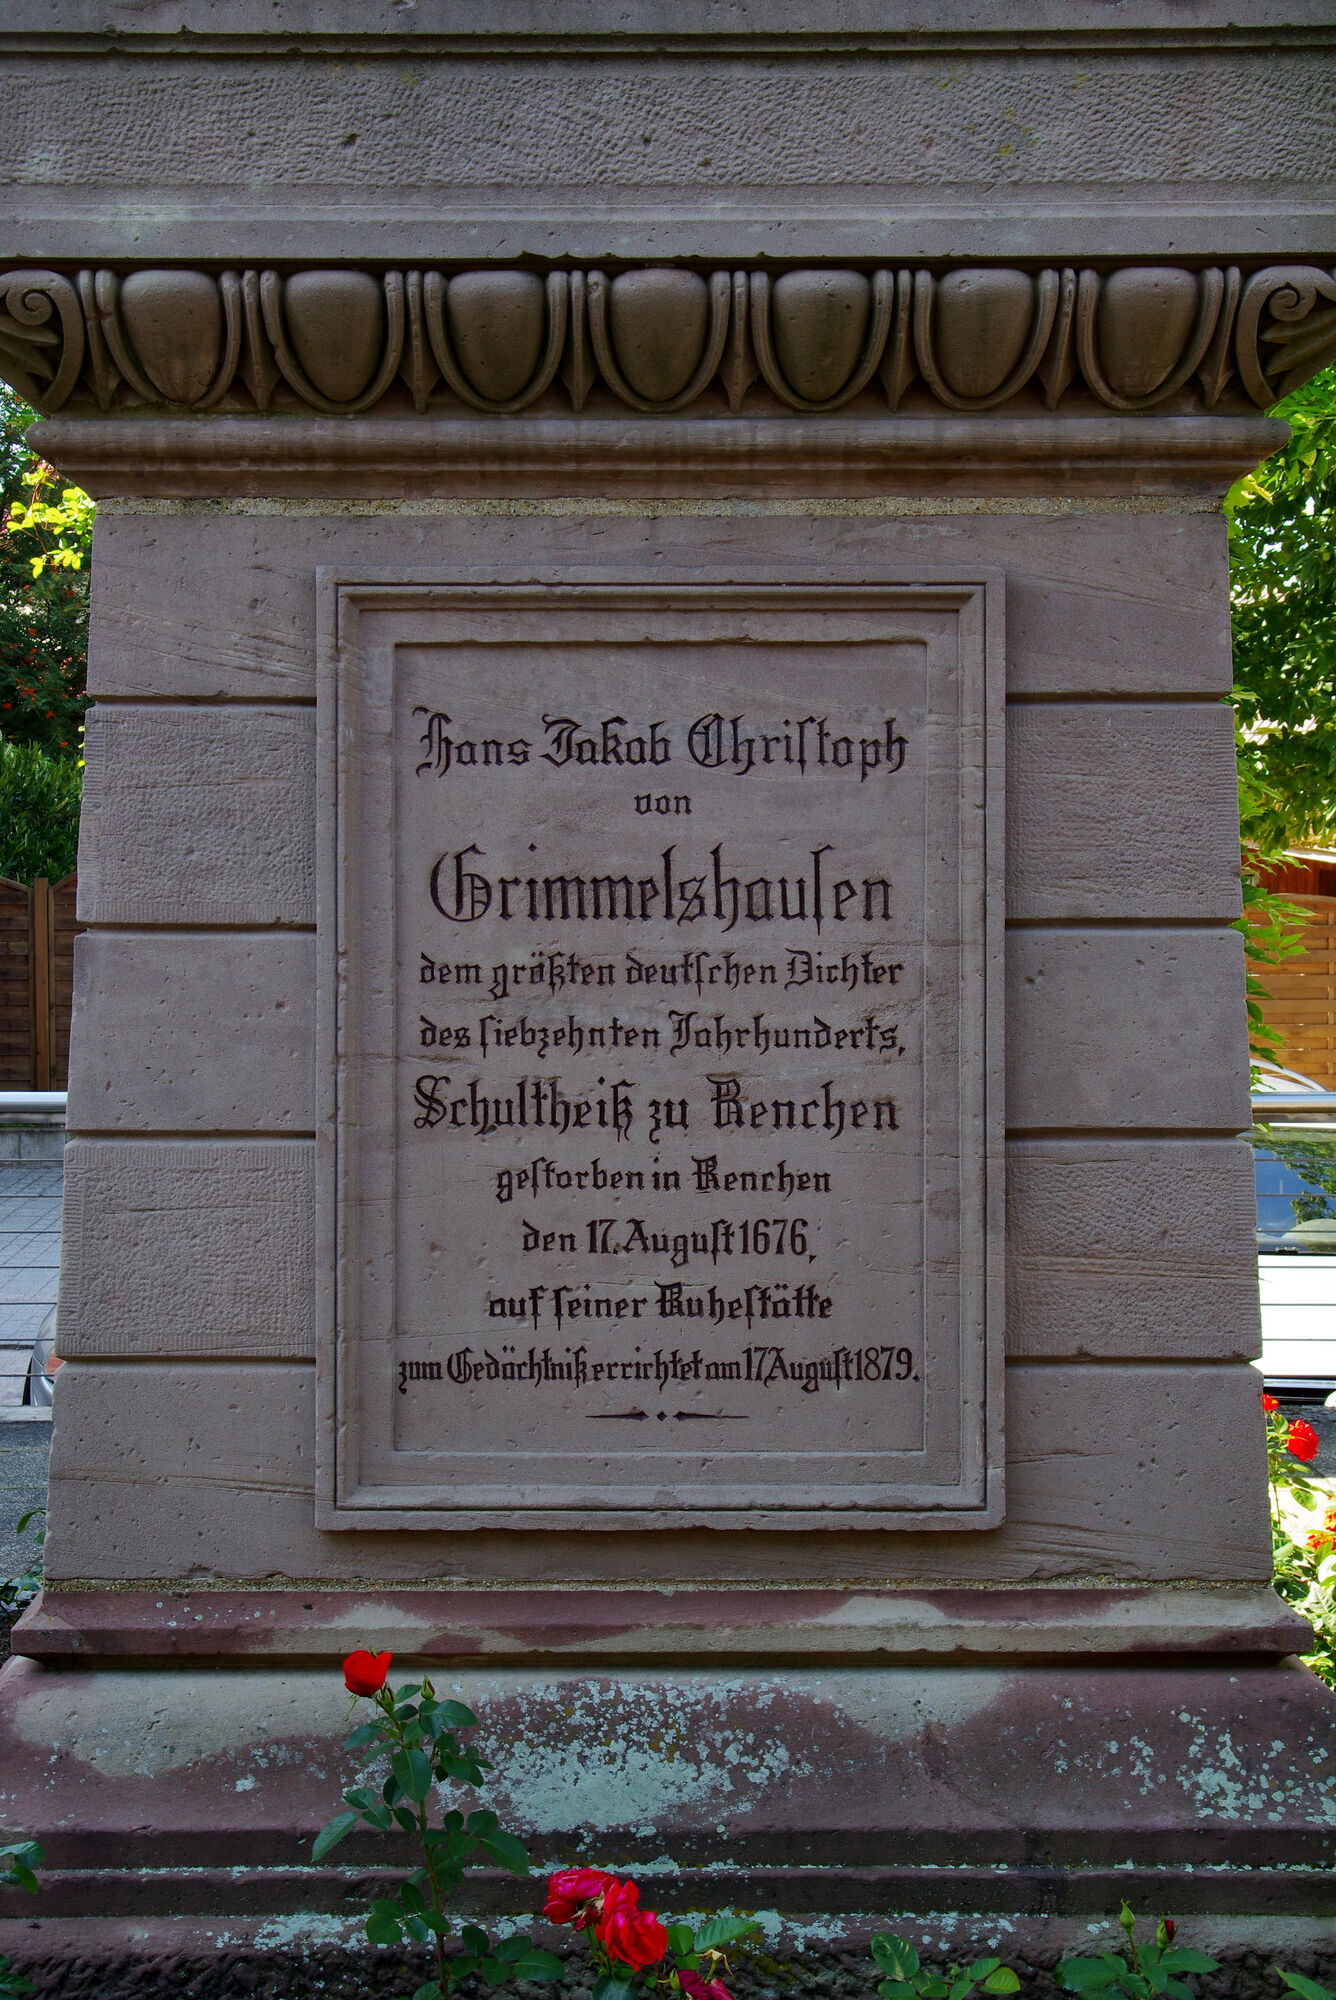 Hans Jakob Chriſtoph
von
Grimmelshauſen
dem größten deutſchen Dichter
des ſiebzehnten Jahrhunderts,
Schultheiß zu Renchen
geſtorben in Renchen
den 17. Auguſt 1676,
auf ſeiner Ruheſtätte
zum Gedächtniß errichtet am 17 Auguſt 1879.